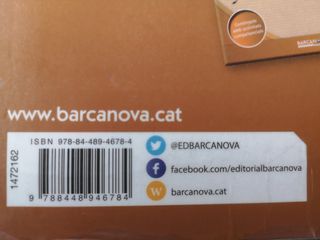 www.barcanova.cat
ISBN 978-84-489-4678-4
1472162
9 788448 946784
@EDBARCANOVA
facebook.com/editorialbarcanova
W
barcanova.cat